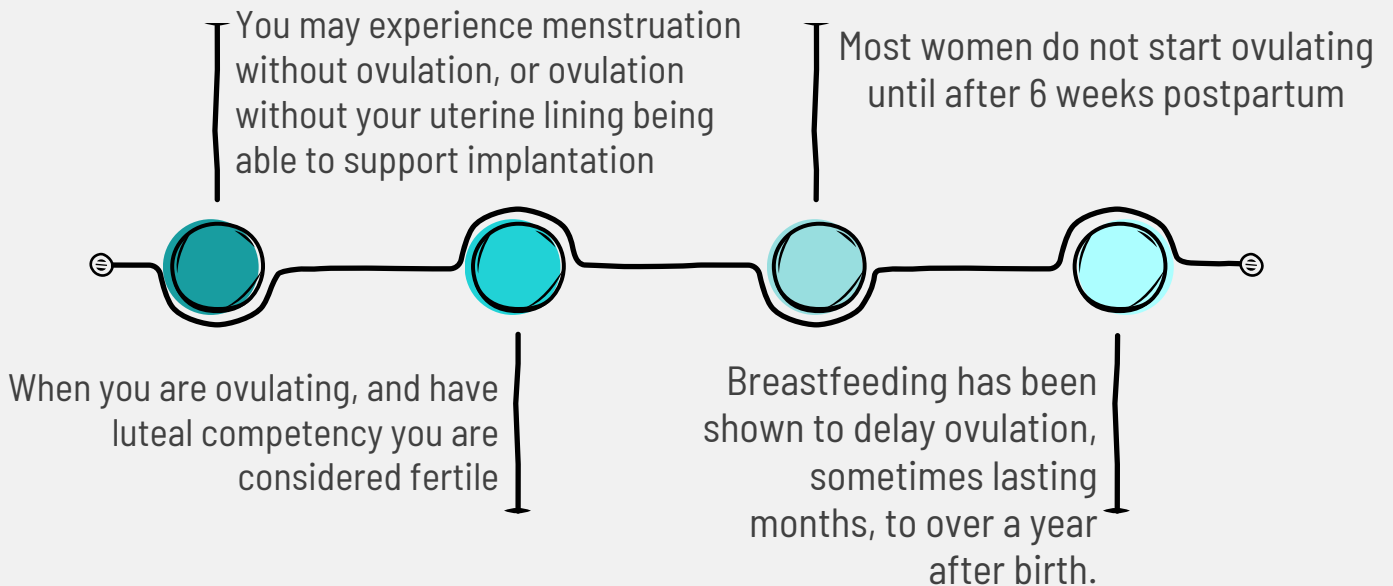 You may experience menstruation
without ovulation, or ovulation
without your uterine lining being
able to support implantation
When you are ovulating, and have
luteal competency you are
considered fertile
Most women do not start ovulating
until after 6 weeks postpartum
Breastfeeding has been
shown to delay ovulation,
sometimes lasting
months, to over a year
after birth.